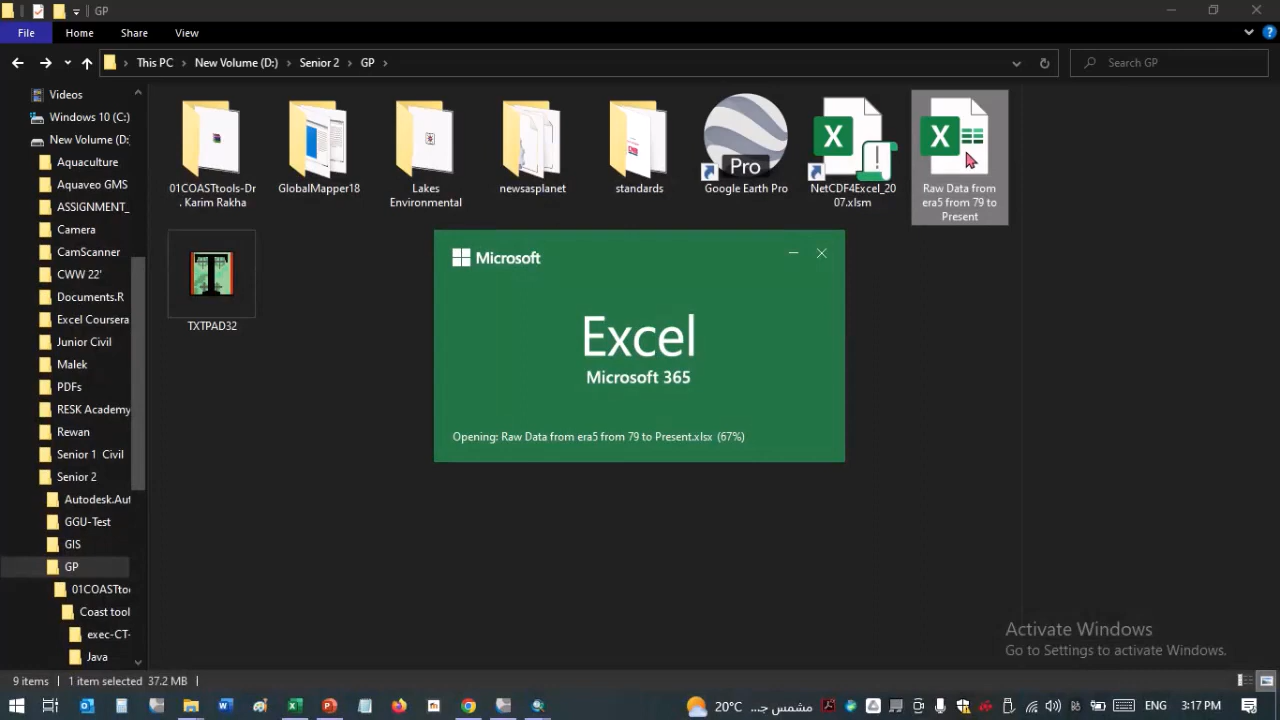 GP
File Home Share View
This PC New Volume (D:) Senior 2 GP
Search GP
Videos
Windows 10 (C:)
New Volume (D:
Aquaculture
Aquaveo GMS
ASSIGNMENT_
Camera
CamScanner
CWW 22'
Documents.R
Excel Coursera
Junior Civil
Malek
PDFs
RESK Academy
Rewan
Senior 1 Civil
Senior 2
Autodesk.Aut
GGU-Test
GIS
GP
01COASTtoo
Coast tool
exec-CT-
Java
01COASTtools-Dr
. Karim Rakha
GlobalMapper18
Lakes
Environmental
newsasplanet
standards
Pro
Google Earth Pro
NetCDF4Excel_20
07.xlsm
Raw Data from
era5 from 79 to
Present
TXTPAD32
Microsoft
Excel
Microsoft 365
Opening: Raw Data from era5 from 79 to Present.xlsx (67%)
Activate Windows
Go to Settings to activate Windows.
9 items 1 item selected 37.2 MB
20°C مشمس جـ... ENG 3:17 PM